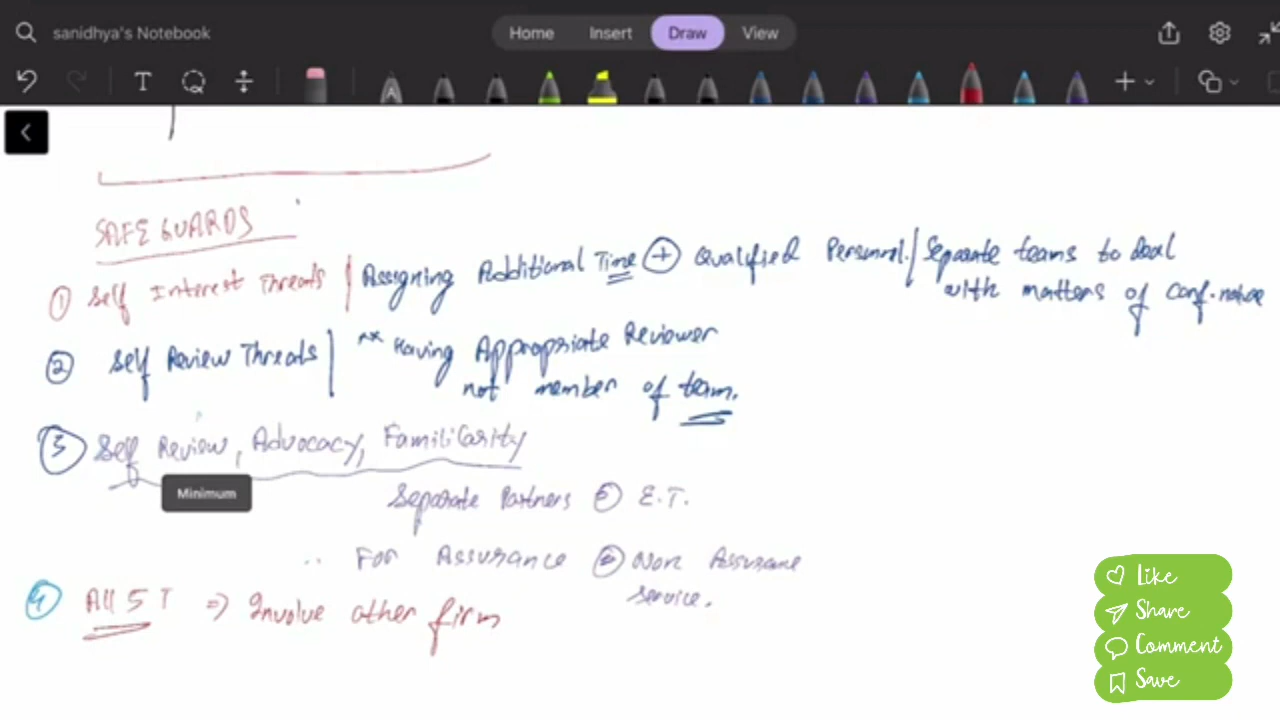 sanidhya's Notebook
Home Insert Draw View
SAFE GUARDS
① Self Interest Threats | Assigning Additional Time + Qualified Personnel. / Separate teams to deal
with matters of conf. nature
② Self Review Threats | Having Appropriate Reviewer
not member of team.
③ Self Review, Advocacy, Familicarity
Minimum
Separate Partners E.T.
For Assurance Non Assurance
service.
④ All 5 T ⇒ Involve other firm
Like
Share
Comment
Save